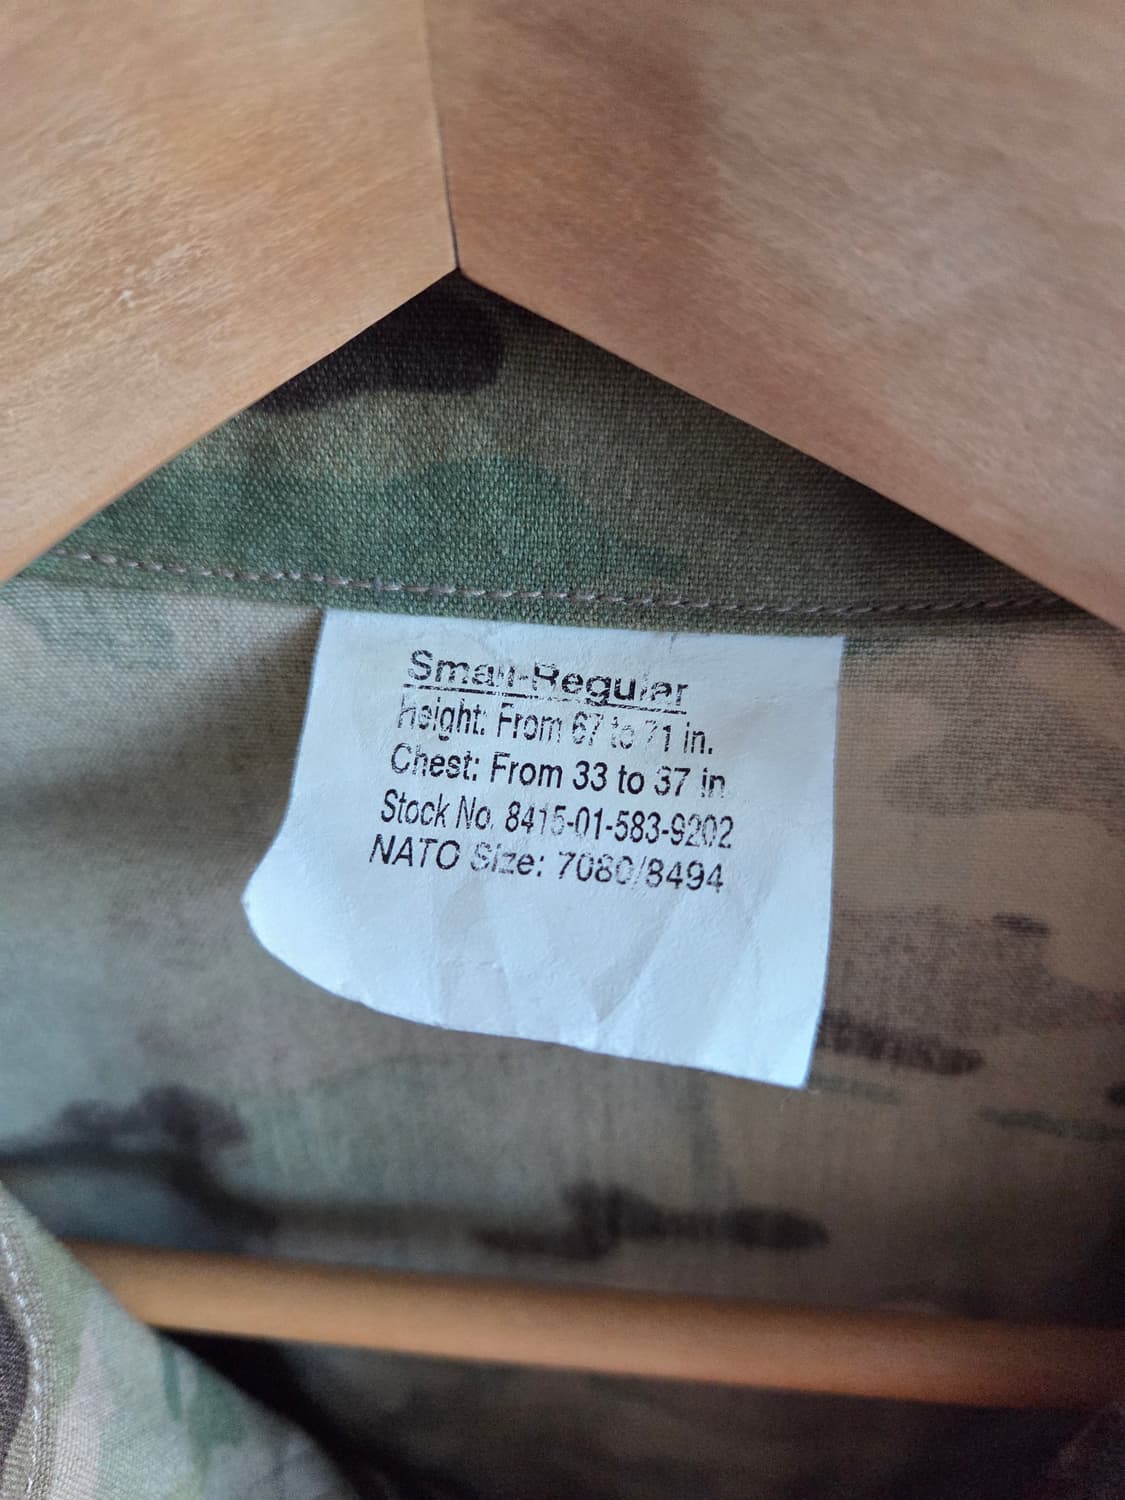 Small-Regular
Height: From 67 to 71 in.
Chest: From 33 to 37 in
Stock No. 8415-01-583-9202
NATO Size: 7080/8494